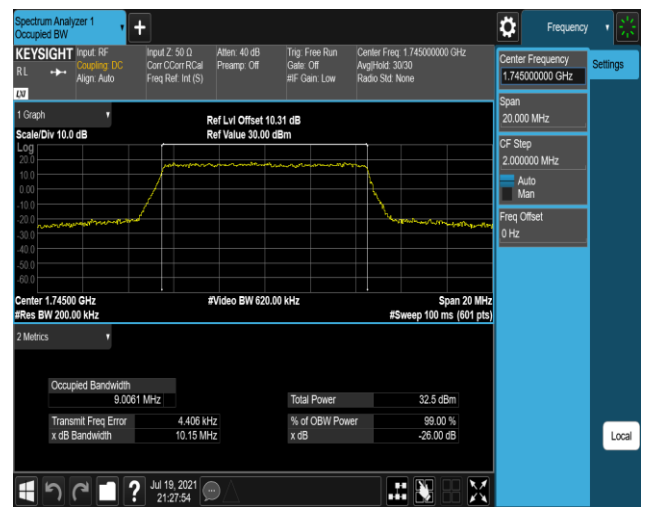 Spectrum Analyzer 1
Occupied BW
+
Frequency
KEYSIGHT
RL
LXI
Input: RF
Coupling: DC
Align: Auto
Input Z: 50 Ω
Corr CCorr RCal
Freq Ref: Int (S)
Atten: 40 dB
Preamp: Off
Trig: Free Run
Gate: Off
#IF Gain: Low
Center Freq: 1.745000000 GHz
Avg|Hold: 30/30
Radio Std: None
Center Frequency
1.745000000 GHz
Settings
Span
20.000 MHz
CF Step
2.000000 MHz
Auto
Man
Freq Offset
0 Hz
Local
1 Graph
Scale/Div 10.0 dB
Ref Lvl Offset 10.31 dB
Ref Value 30.00 dBm
Log
20.0
10.0
0.00
-10.0
-20.0
-30.0
-40.0
-50.0
-60.0
Center 1.74500 GHz
#Video BW 620.00 kHz
Span 20 MHz
#Res BW 200.00 kHz
#Sweep 100 ms (601 pts)
2 Metrics
Occupied Bandwidth
9.0061 MHz
Total Power 32.5 dBm
Transmit Freq Error 4.406 kHz
% of OBW Power 99.00 %
x dB Bandwidth 10.15 MHz
x dB -26.00 dB
?
Jul 19, 2021
21:27:54